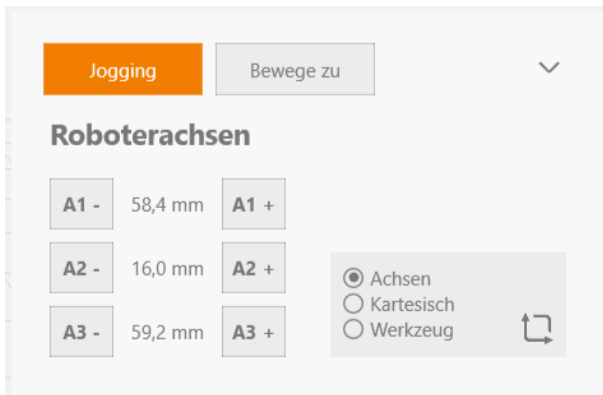 Jogging Bewege zu
Roboterachsen
A1 - 58,4 mm A1 +
A2 - 16,0 mm A2 +
Achsen
Kartesisch
A3 - 59,2 mm A3 + Werkzeug